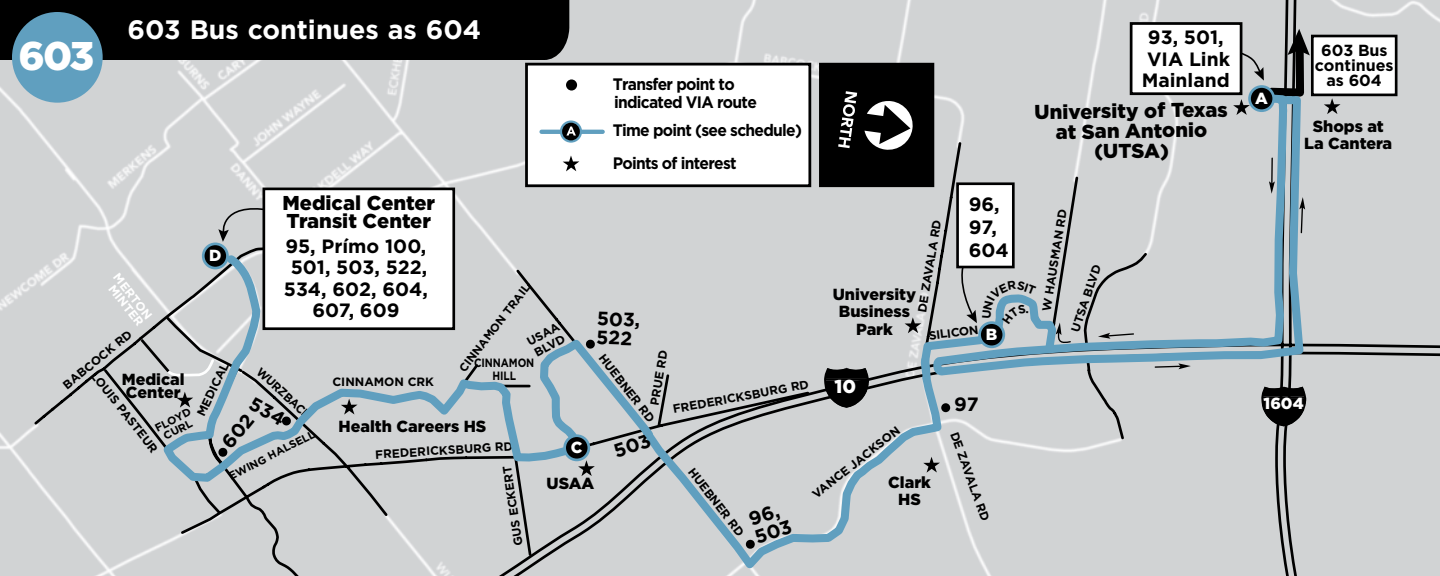 603
603 Bus continues as 604
Transfer point to
indicated VIA route
A
Time point (see schedule)
Points of interest
NORTH
93, 501,
VIA Link
Mainland
603 Bus
continues
as 604
A
University of Texas
at San Antonio
(UTSA)
Shops at
La Cantera
Medical Center
Transit Center
95, Prímo 100,
501, 503, 522,
534, 602, 604,
607, 609
D
96,
97,
604
DE ZAVALA RD
W HAUSMAN RD
UTSA BLVD
UNIVERSIT
HTS.
SILICON
B
University
Business
Park
JOHN WAYNE
MERKENS
NEWCOME DR
MERTON
MINTER
BABCOCK RD
LOUIS PASTEUR
Medical
Center
FLOYD
CURL
MEDICAL
WURZBAC
534
602
EWING HALSELL
CINNAMON CRK
Health Careers HS
CINNAMON TRAIL
CINNAMON
HILL
USAA
BLVD
503,
522
HUEBNER RD
PRUE RD
FREDERICKSBURG RD
FREDERICKSBURG RD
C
USAA
503
GUS ECKERT
HUEBNER RD
96,
503
VANCE JACKSON
Clark
HS
97
DE ZAVALA RD
10
1604